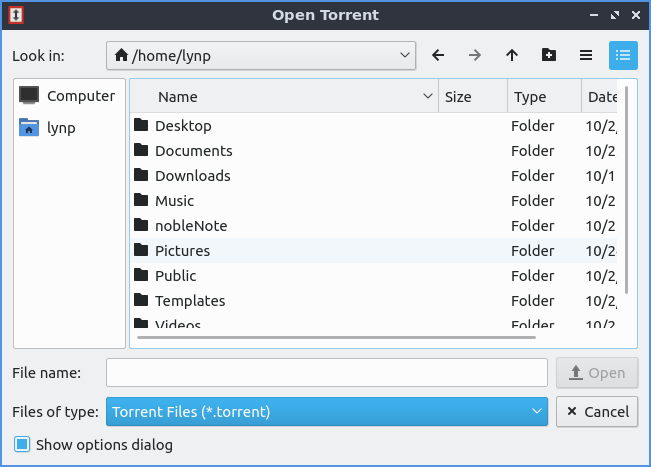 Open Torrent
Look in: /home/lynp
Computer
lynp
Name Size Type Date
Desktop Folder 10/2/
Documents Folder 10/2
Downloads Folder 10/1
Music Folder 10/2
nobleNote Folder 10/2
Pictures Folder 10/2
Public Folder 10/2/
Templates Folder 10/2/
Videos Folder 10/2
File name: Open
Files of type: Torrent Files (*.torrent) Cancel
Show options dialog